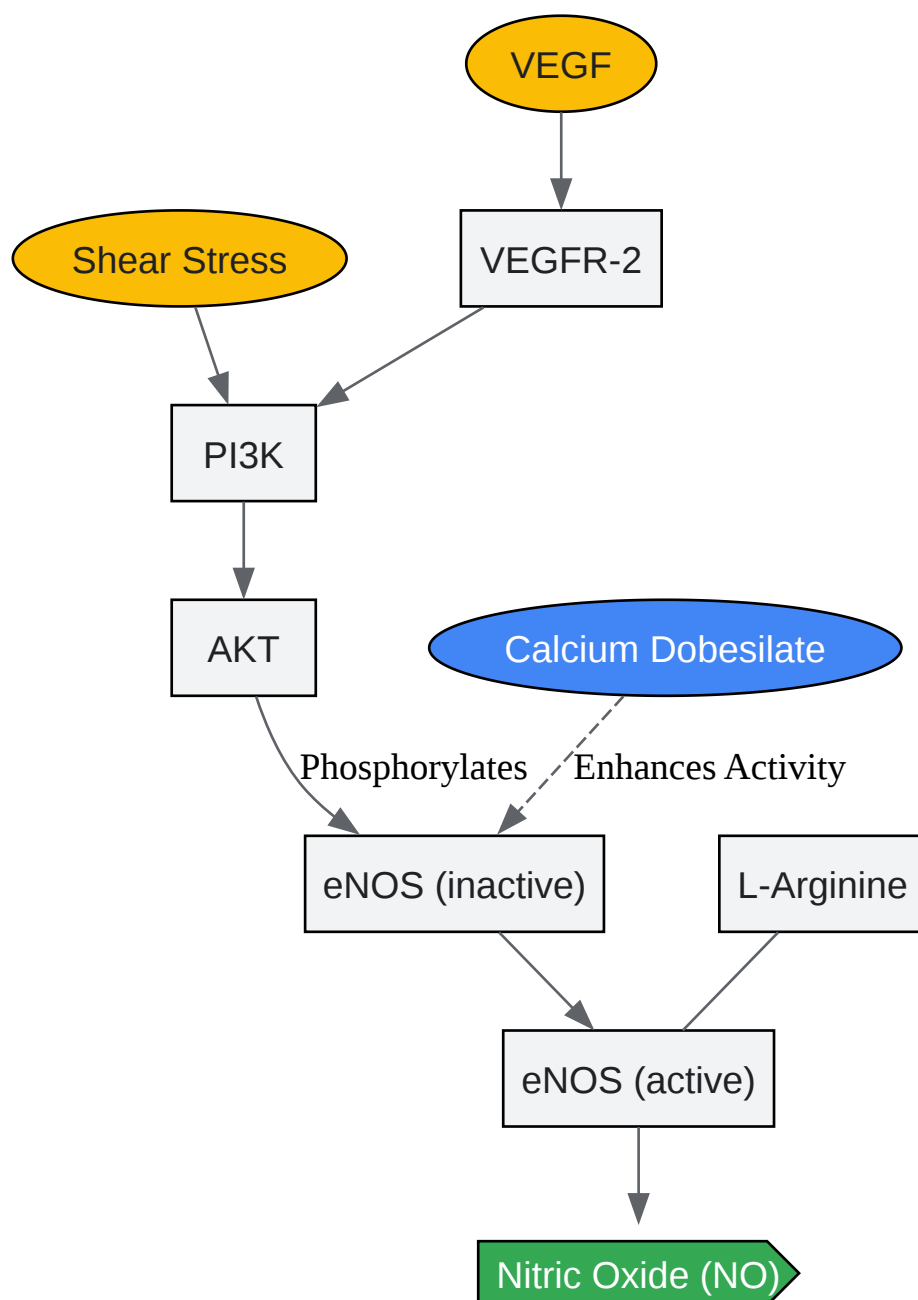 VEGF
Shear Stress
VEGFR-2
PI3K
AKT
Calcium Dobesilate
Phosphorylates
Enhances Activity
eNOS (inactive)
L-Arginine
eNOS (active)
Nitric Oxide (NO)